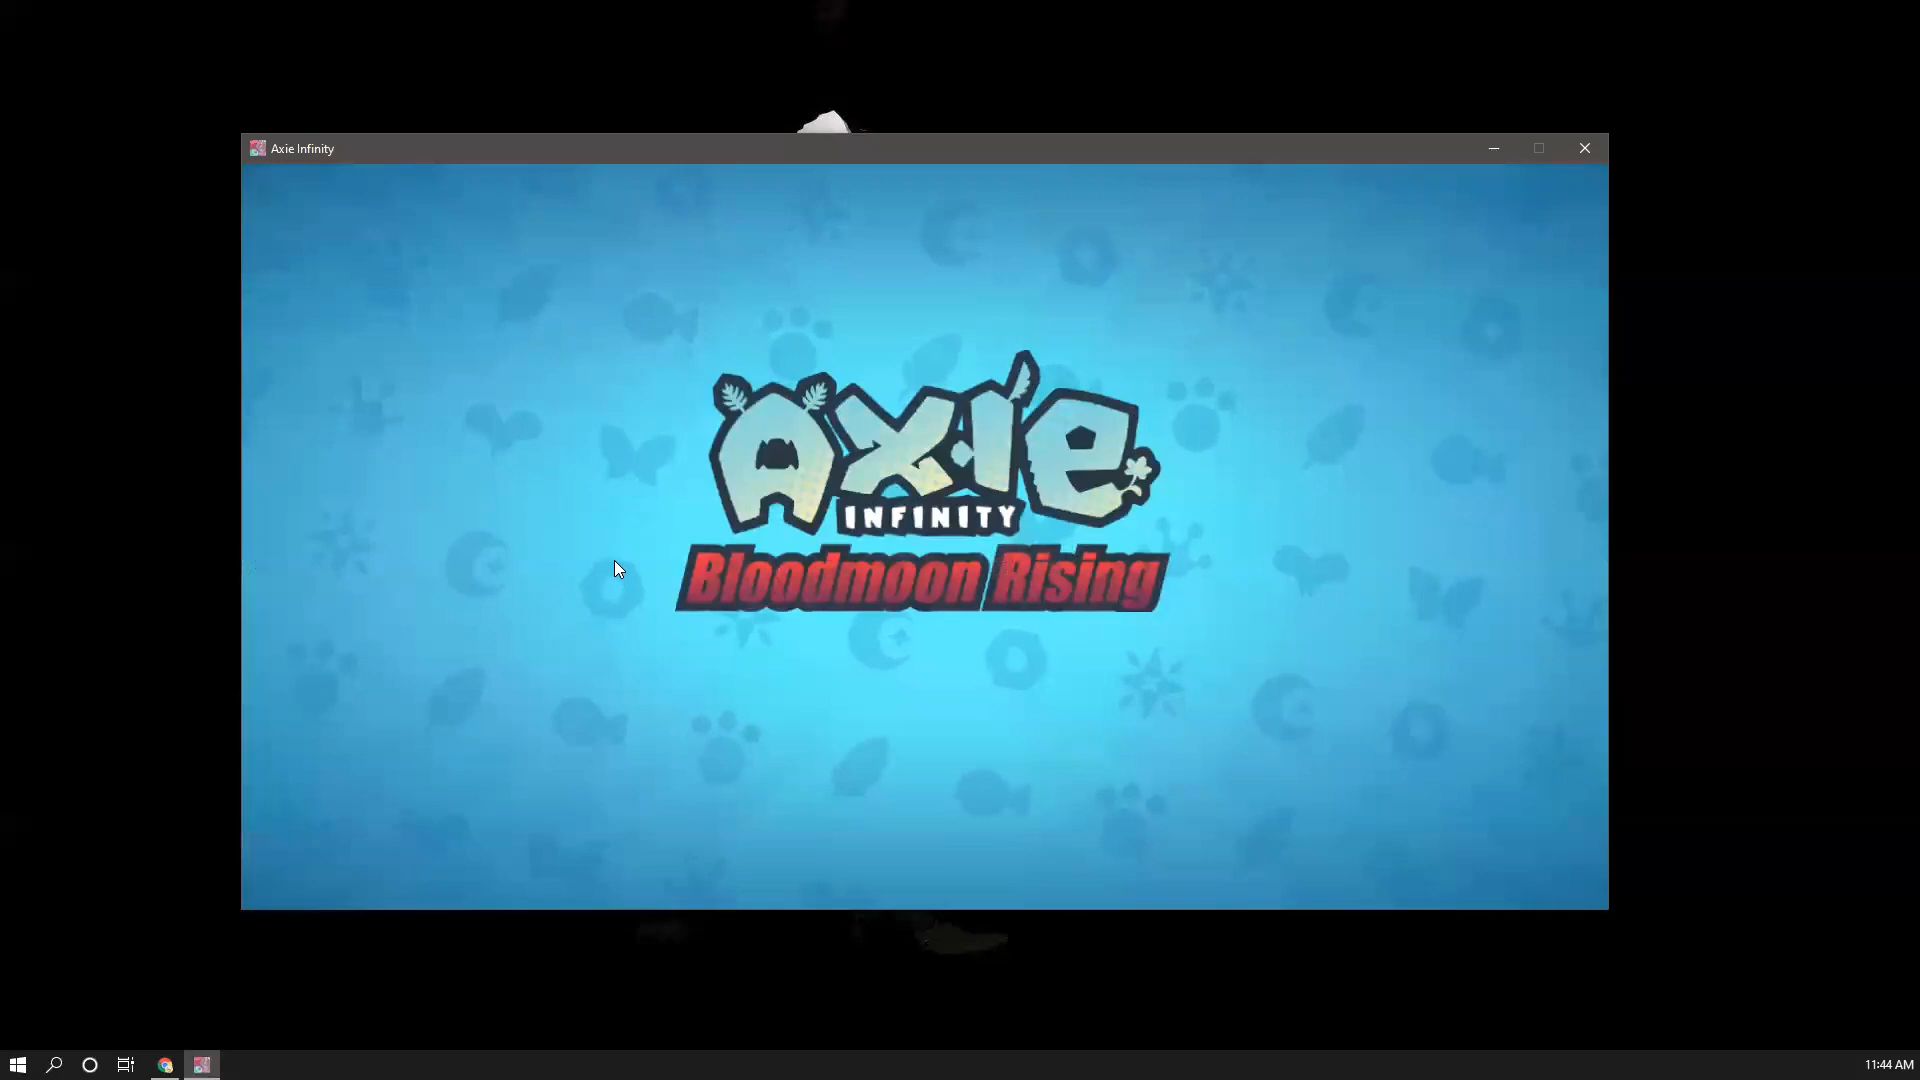 Axie Infinity
Axie
INFINITY
Bloodmoon Rising
11:44 AM